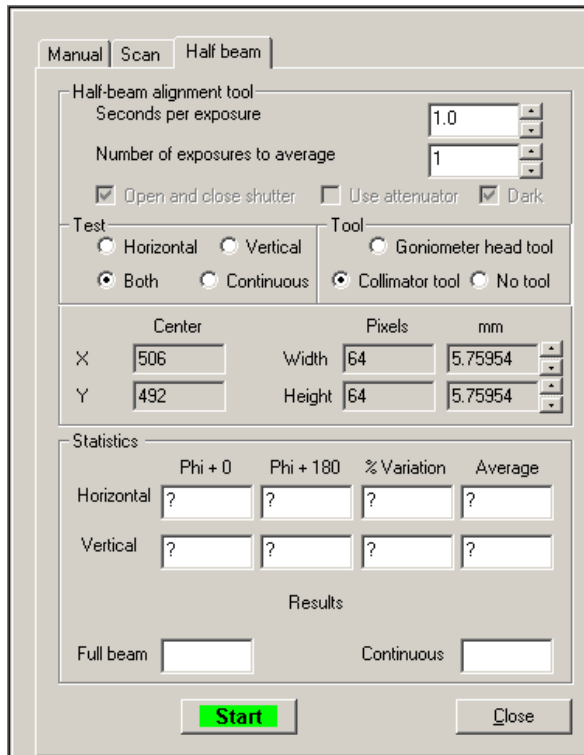 Manual Scan Half beam
Half-beam alignment tool
Seconds per exposure 1.0
Number of exposures to average 1
Open and close shutter Use attenuator Dark
Test Tool
Horizontal Vertical Goniometer head tool
Both Continuous Collimator tool No tool
Center Pixels mm
X 506 Width 64 5.75954
Y 492 Height 64 5.75954
Statistics
Phi + 0 Phi + 180 % Variation Average
Horizontal ? ? ? ?
Vertical ? ? ? ?
Results
Full beam Continuous
Start Close